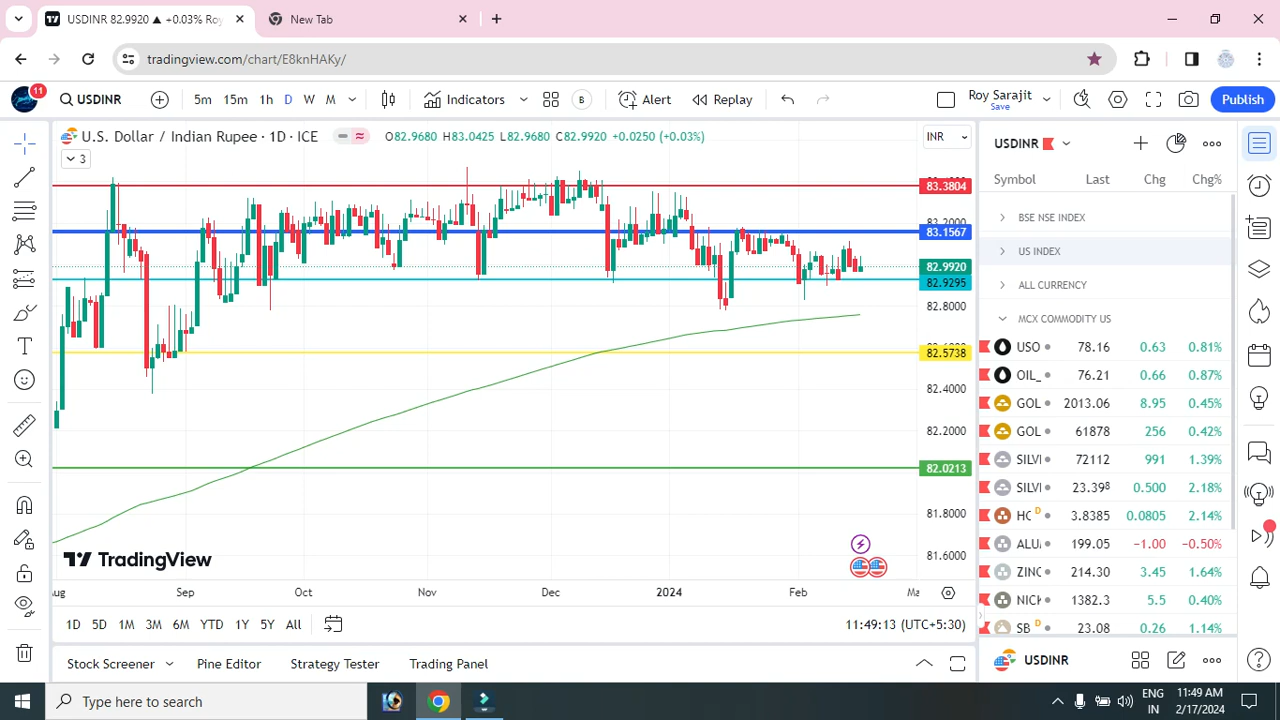 USDINR 82.9920 ▲ +0.03% Roy
New Tab
tradingview.com/chart/E8knHAKy/
11
USDINR
5m 15m 1h D W M
Indicators
B
Alert
Replay
Roy Sarajit
Save
Publish
U.S. Dollar / Indian Rupee · 1D · ICE
O82.9680 H83.0425 L82.9680 C82.9920 +0.0250 (+0.03%)
INR
3
83.3804
83.2000
83.1567
82.9920
82.9295
82.8000
82.5738
82.4000
82.2000
82.0213
81.8000
81.6000
TradingView
Aug Sep Oct Nov Dec 2024 Feb Ma
1D 5D 1M 3M 6M YTD 1Y 5Y All
11:49:13 (UTC+5:30)
Stock Screener
Pine Editor
Strategy Tester
Trading Panel
USDINR
Symbol Last Chg Chg%
BSE NSE INDEX
US INDEX
ALL CURRENCY
MCX COMMODITY US
USO 78.16 0.63 0.81%
OIL_ 76.21 0.66 0.87%
GOL 2013.06 8.95 0.45%
GOL 61878 256 0.42%
SILV 72112 991 1.39%
SILV 23.398 0.500 2.18%
HG D 3.8385 0.0805 2.14%
ALU 199.05 −1.00 −0.50%
ZINC 214.30 3.45 1.64%
NICK 1382.3 5.5 0.40%
SB D 23.08 0.26 1.14%
USDINR
Type here to search
ENG
IN
11:49 AM
2/17/2024